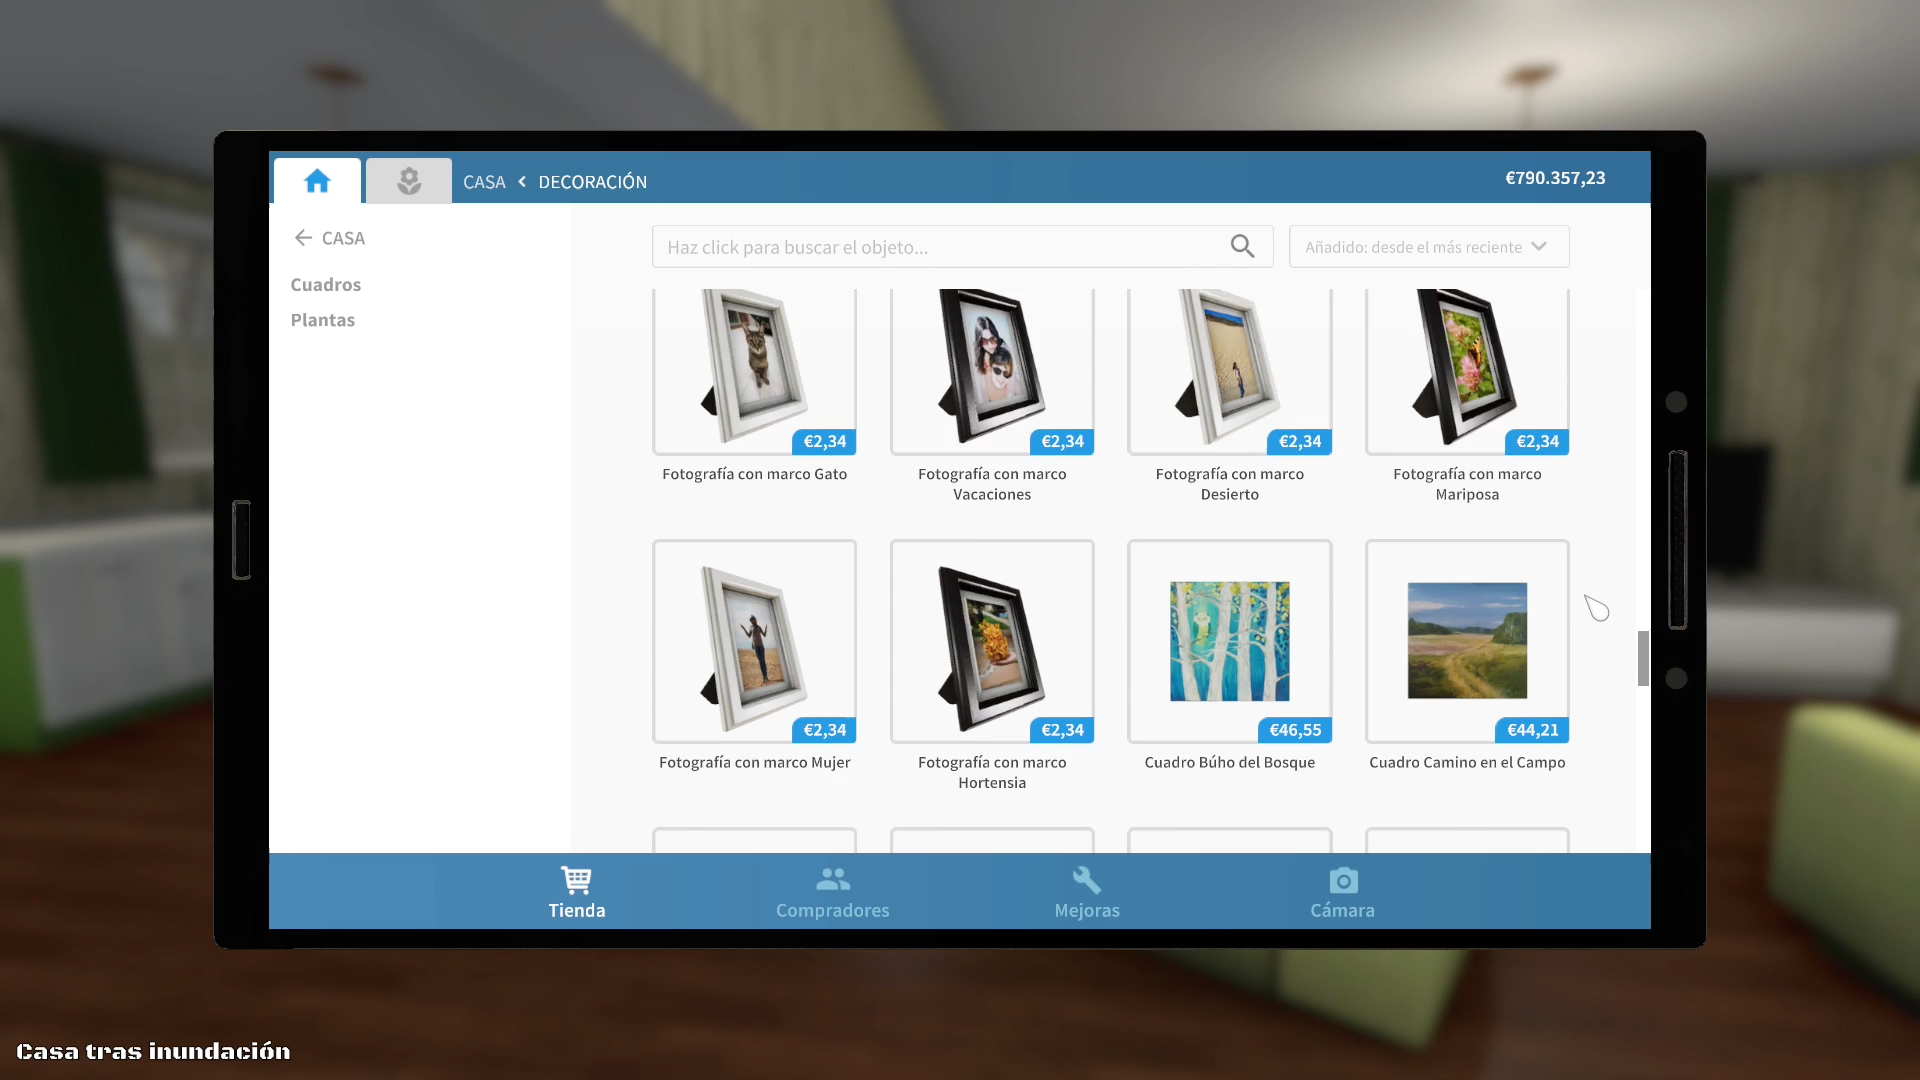 CASA < DECORACIÓN
€790.357,23
CASA
Haz click para buscar el objeto...
Añadido: desde el más reciente
Cuadros
Plantas
€2,34
€2,34
€2,34
€2,34
Fotografía con marco Gato
Fotografía con marco
Vacaciones
Fotografía con marco
Desierto
Fotografía con marco
Mariposa
€2,34
€2,34
€46,55
€44,21
Fotografía con marco Mujer
Fotografía con marco
Hortensia
Cuadro Búho del Bosque
Cuadro Camino en el Campo
Tienda
Compradores
Mejoras
Cámara
Casa tras inundación